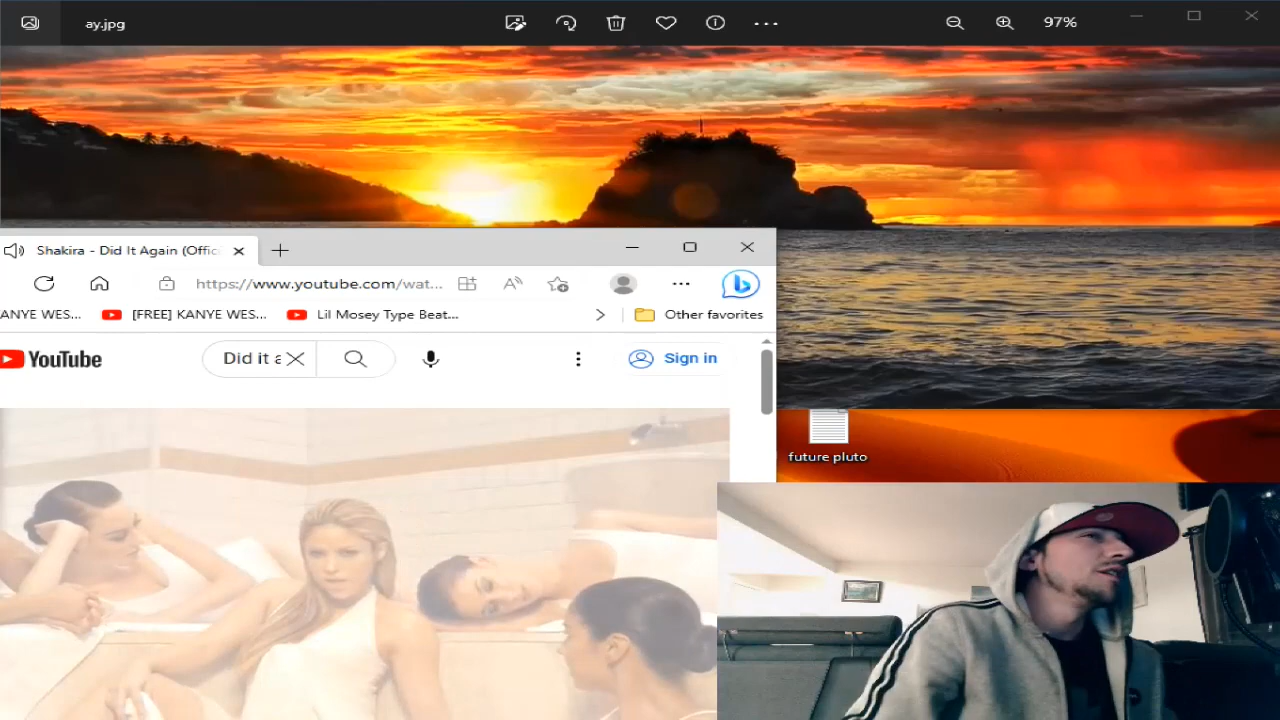 ay.jpg
97%
Shakira - Did It Again (Offic
https://www.youtube.com/wat...
ANYE WES...
[FREE] KANYE WES...
Lil Mosey Type Beat...
Other favorites
YouTube
Did it a
Sign in
future pluto